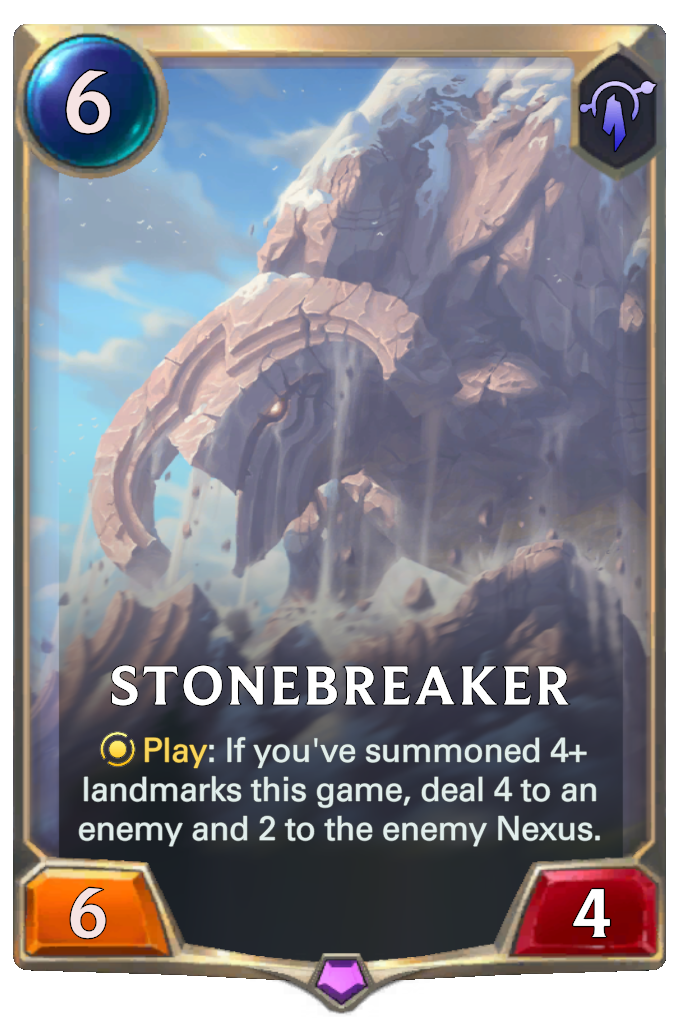 6
STONEBREAKER
Play: If you've summoned 4+
landmarks this game, deal 4 to an
enemy and 2 to the enemy Nexus.
6
4